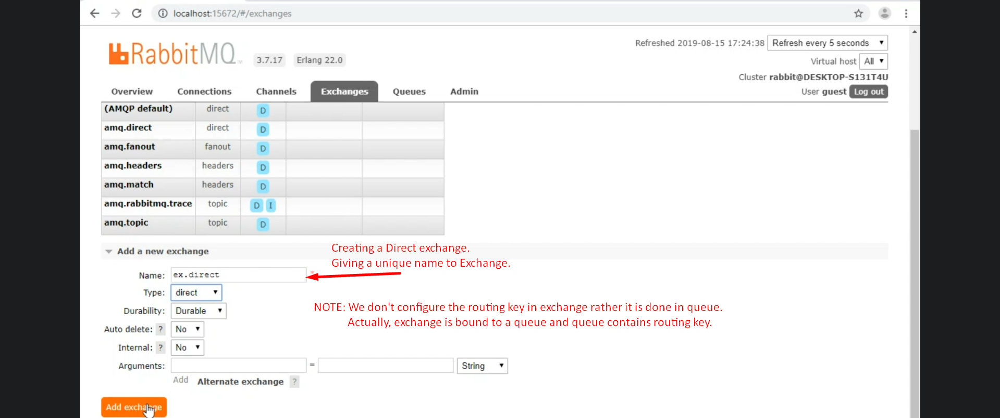 localhost:15672/#/exchanges
RabbitMQ™ 3.7.17 Erlang 22.0
Refreshed 2019-08-15 17:24:38 Refresh every 5 seconds
Virtual host All
Cluster rabbit@DESKTOP-S131T4U
User guest Log out
Overview Connections Channels Exchanges Queues Admin
(AMQP default) direct D
amq.direct direct D
amq.fanout fanout D
amq.headers headers D
amq.match headers D
amq.rabbitmq.trace topic D I
amq.topic topic D
Add a new exchange
Creating a Direct exchange.
Giving a unique name to Exchange.
Name: ex.direct *
Type: direct
NOTE: We don't configure the routing key in exchange rather it is done in queue.
Actually, exchange is bound to a queue and queue contains routing key.
Durability: Durable
Auto delete: ? No
Internal: ? No
Arguments: = String
Add Alternate exchange ?
Add exchange